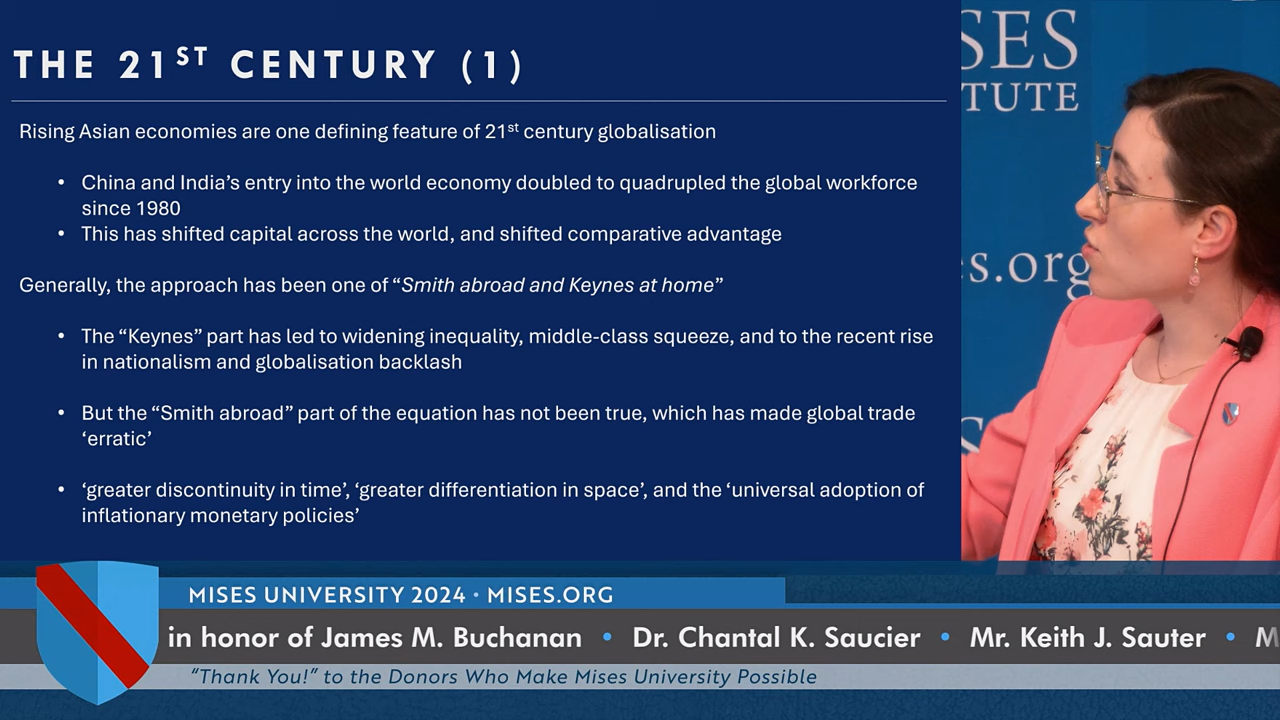 THE 21ST CENTURY (1)
Rising Asian economies are one defining feature of 21st century globalisation
• China and India's entry into the world economy doubled to quadrupled the global workforce
since 1980
• This has shifted capital across the world, and shifted comparative advantage
Generally, the approach has been one of “Smith abroad and Keynes at home”
• The “Keynes” part has led to widening inequality, middle-class squeeze, and to the recent rise
in nationalism and globalisation backlash
• But the “Smith abroad” part of the equation has not been true, which has made global trade
‘erratic’
• ‘greater discontinuity in time’, ‘greater differentiation in space’, and the ‘universal adoption of
inflationary monetary policies’
SES
TUTE
s.org
MISES UNIVERSITY 2024 • MISES.ORG
in honor of James M. Buchanan • Dr. Chantal K. Saucier • Mr. Keith J. Sauter • M
“Thank You!” to the Donors Who Make Mises University Possible